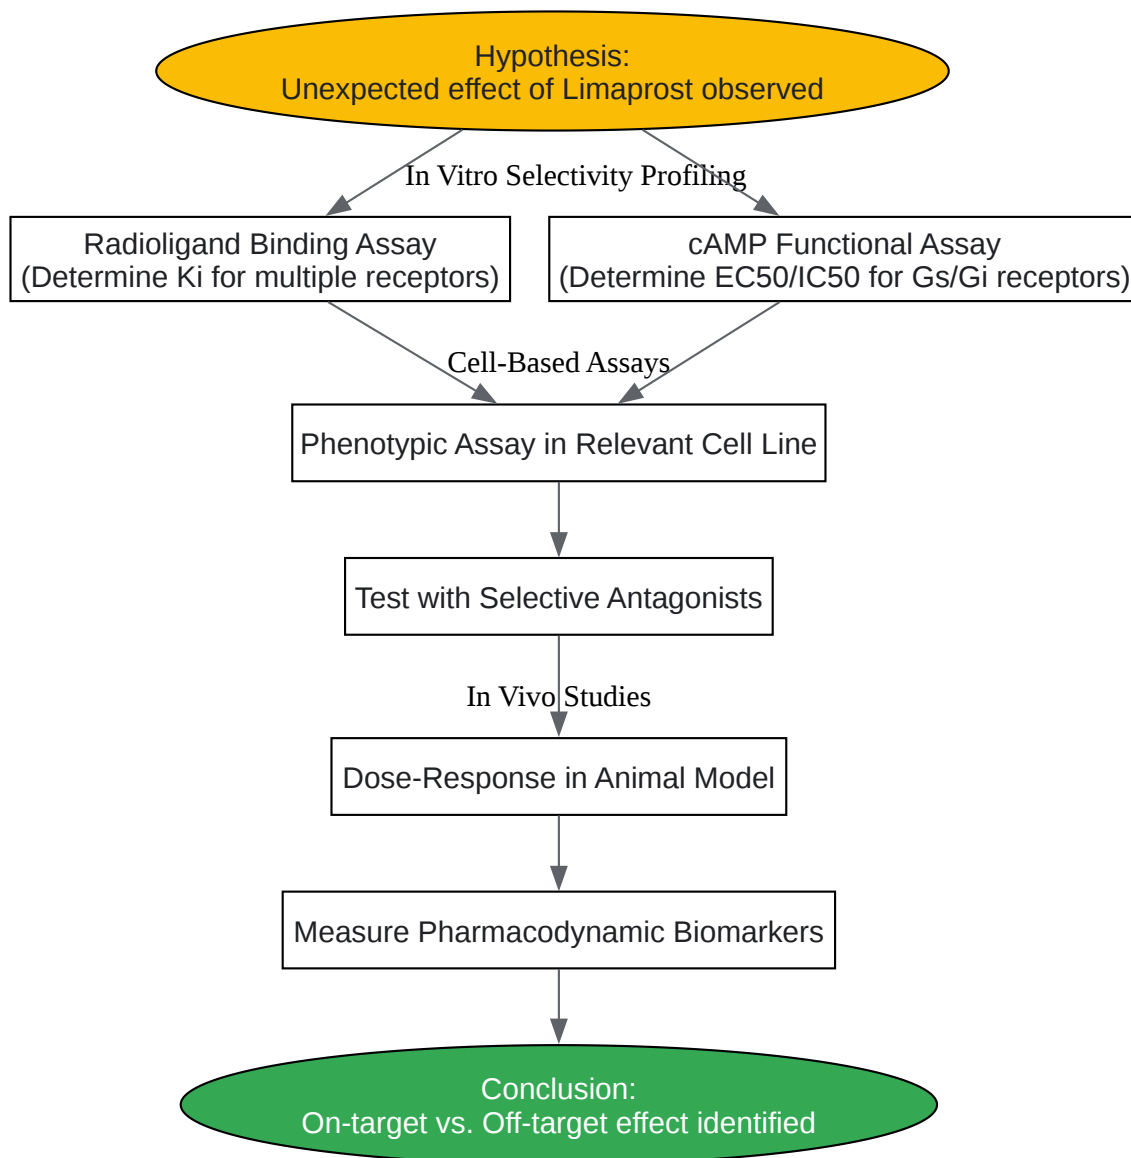 Hypothesis:
Unexpected effect of Limaprost observed
In Vitro Selectivity Profiling
Radioligand Binding Assay
(Determine Ki for multiple receptors)
cAMP Functional Assay
(Determine EC50/IC50 for Gs/Gi receptors)
Cell-Based Assays
Phenotypic Assay in Relevant Cell Line
Test with Selective Antagonists
In Vivo Studies
Dose-Response in Animal Model
Measure Pharmacodynamic Biomarkers
Conclusion:
On-target vs. Off-target effect identified